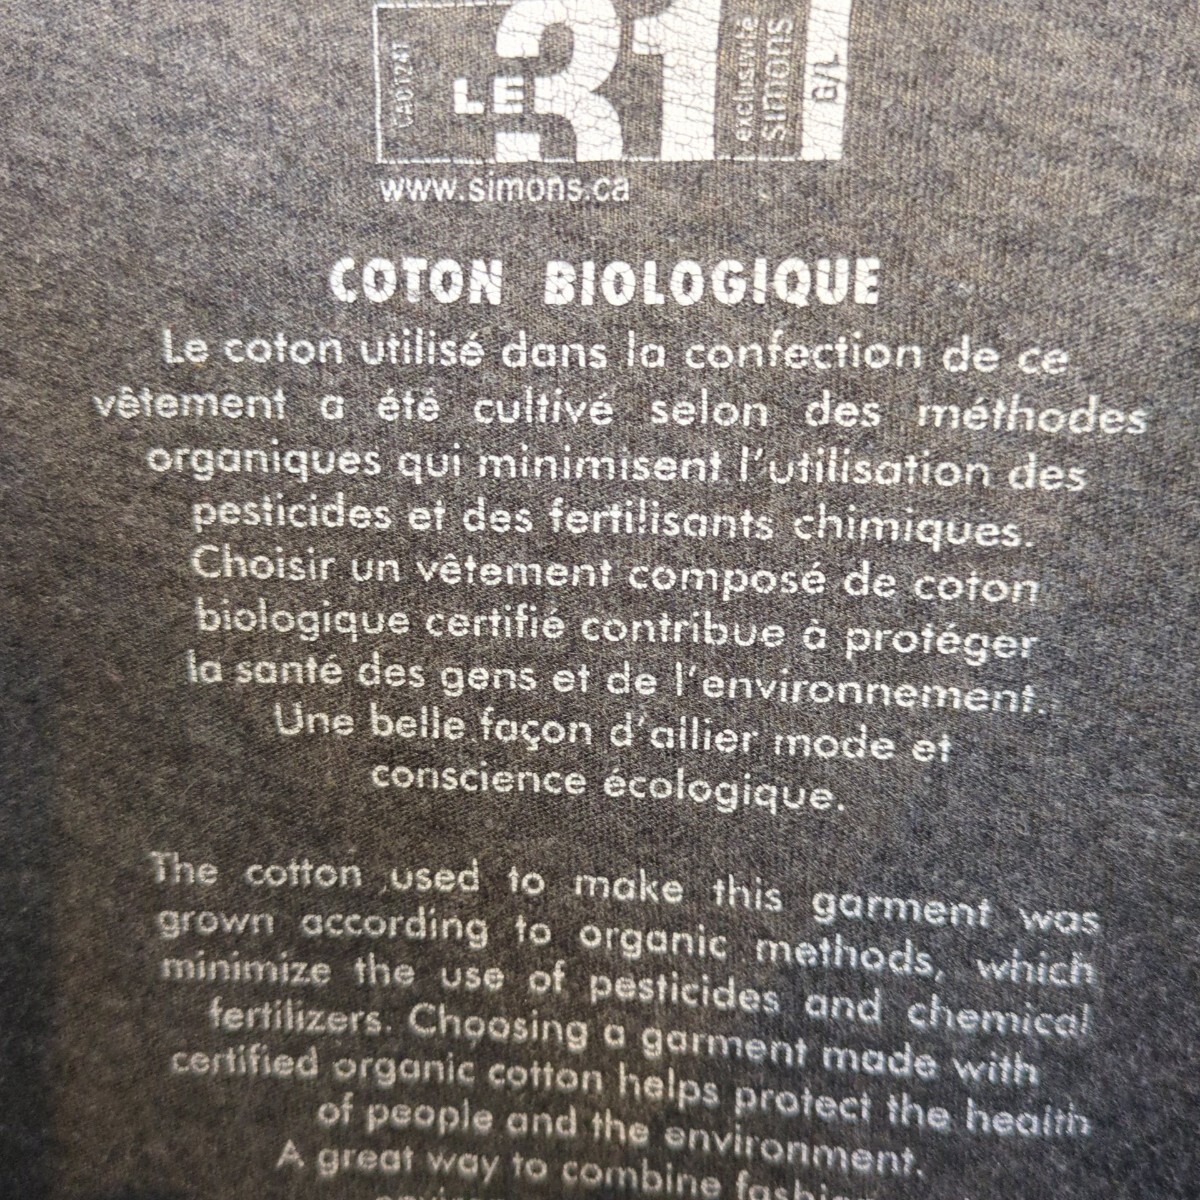 LE 31
exclusivité
simons
G/L
CA01241
www.simons.ca
COTON BIOLOGIQUE
Le coton utilisé dans la confection de ce
vêtement a été cultivé selon des méthodes
organiques qui minimisent l'utilisation des
pesticides et des fertilisants chimiques.
Choisir un vêtement composé de coton
biologique certifié contribue à protéger
la santé des gens et de l'environnement.
Une belle façon d'allier mode et
conscience écologique.
The cotton used to make this garment was
grown according to organic methods, which
minimize the use of pesticides and chemical
fertilizers. Choosing a garment made with
certified organic cotton helps protect the health
of people and the environment.
A great way to combine